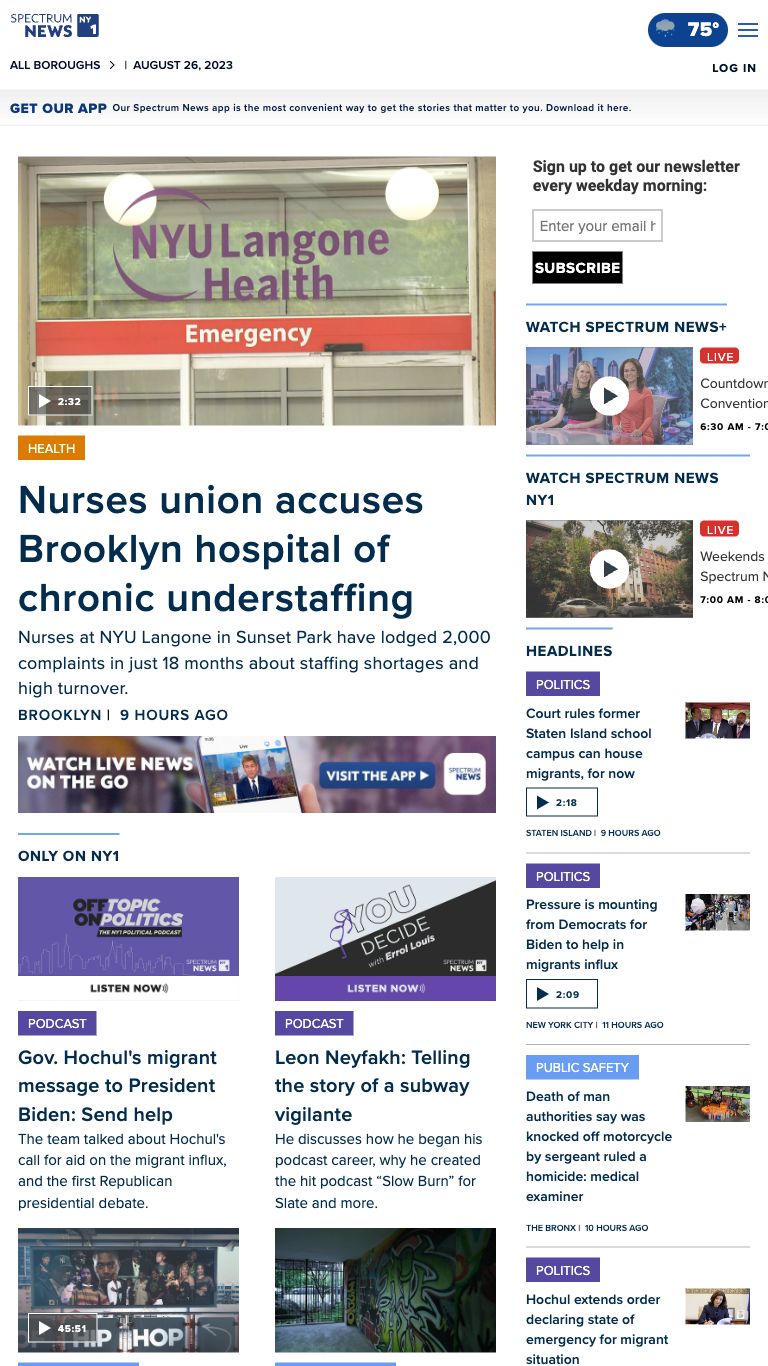 SPECTRUM
NEWS NY 1
75°
ALL BOROUGHS > | AUGUST 26, 2023
LOG IN
GET OUR APP Our Spectrum News app is the most convenient way to get the stories that matter to you. Download it here.
NYU Langone
Health
Emergency
2:32
HEALTH
Nurses union accuses
Brooklyn hospital of
chronic understaffing
Nurses at NYU Langone in Sunset Park have lodged 2,000
complaints in just 18 months about staffing shortages and
high turnover.
BROOKLYN | 9 HOURS AGO
WATCH LIVE NEWS
ON THE GO
VISIT THE APP
SPECTRUM
NEWS
ONLY ON NY1
OFF TOPIC
ON POLITICS
THE NY1 POLITICAL PODCAST
SPECTRUM
NEWS NY 1
LISTEN NOW
PODCAST
Gov. Hochul's migrant
message to President
Biden: Send help
The team talked about Hochul's
call for aid on the migrant influx,
and the first Republican
presidential debate.
YOU
DECIDE
with Errol Louis
SPECTRUM
NEWS NY 1
LISTEN NOW
PODCAST
Leon Neyfakh: Telling
the story of a subway
vigilante
He discusses how he began his
podcast career, why he created
the hit podcast “Slow Burn” for
Slate and more.
45:51
HIP HOP
Sign up to get our newsletter
every weekday morning:
Enter your email h
SUBSCRIBE
WATCH SPECTRUM NEWS+
LIVE
Countdown
Convention
6:30 AM - 7:0
WATCH SPECTRUM NEWS
NY1
LIVE
Weekends
Spectrum N
7:00 AM - 8:0
HEADLINES
POLITICS
Court rules former
Staten Island school
campus can house
migrants, for now
2:18
STATEN ISLAND | 9 HOURS AGO
POLITICS
Pressure is mounting
from Democrats for
Biden to help in
migrants influx
2:09
NEW YORK CITY | 11 HOURS AGO
PUBLIC SAFETY
Death of man
authorities say was
knocked off motorcycle
by sergeant ruled a
homicide: medical
examiner
THE BRONX | 10 HOURS AGO
POLITICS
Hochul extends order
declaring state of
emergency for migrant
situation